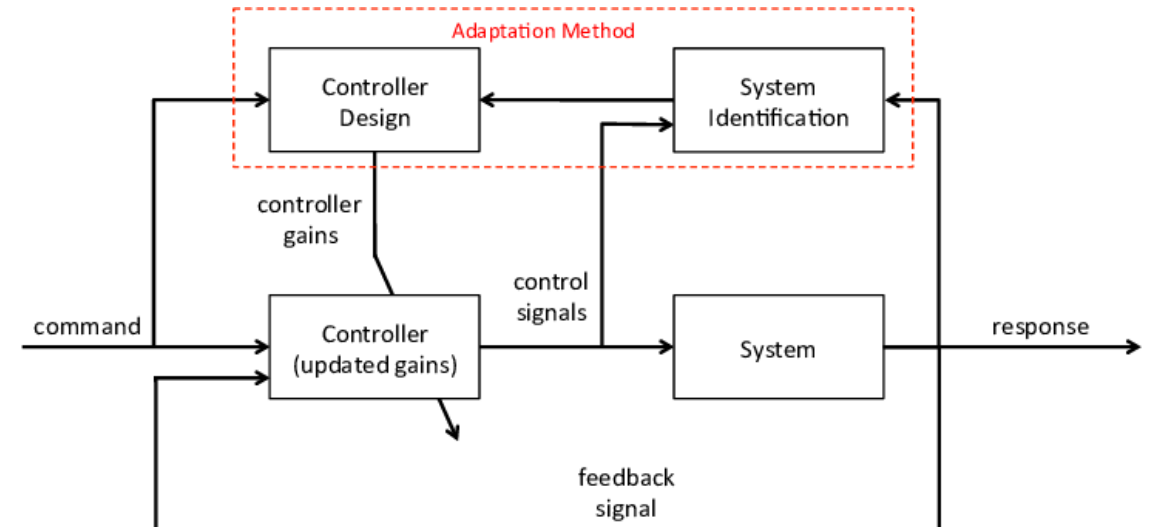 Adaptation Method
Controller
Design
System
Identification
controller
gains
control
signals
command
Controller
(updated gains)
System
response
feedback
signal